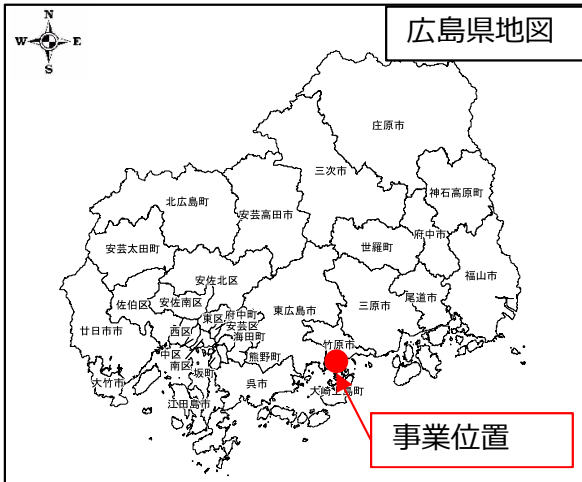 広島県地図
N
W E
S
庄原市
三次市
神石高原町
北広島町
安芸高田市
府中市
世羅町
安芸太田町
福山市
安佐北区
尾道市
三原市
東広島市
佐伯区
安佐南区
東区
府中町
安芸区
海田町
廿日市市
西区
竹原市
中区
南区
熊野町
坂町
大竹市
呉市
大崎上島町
江田島市
事業位置